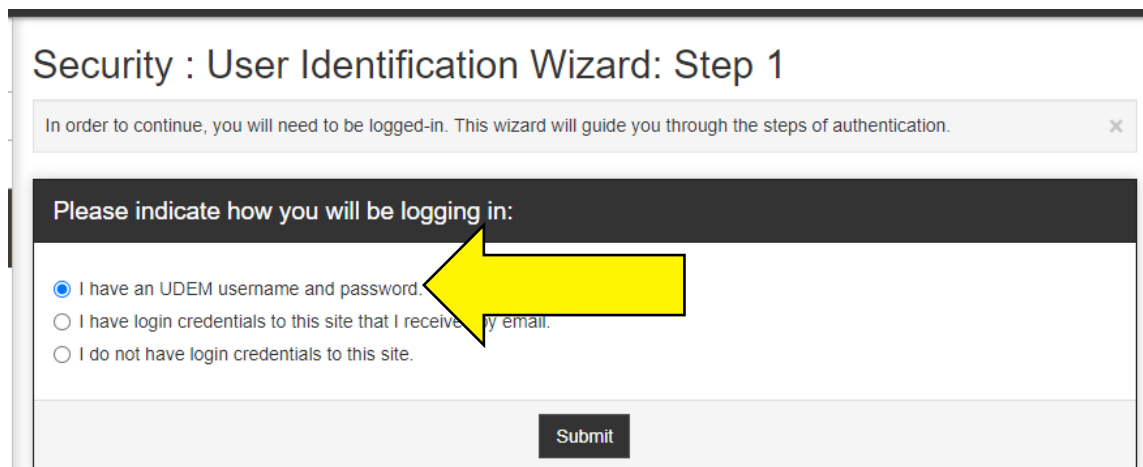 Security : User Identification Wizard: Step 1
In order to continue, you will need to be logged-in. This wizard will guide you through the steps of authentication. ×
Please indicate how you will be logging in:
I have an UDEM username and password.
I have login credentials to this site that I receive by email.
I do not have login credentials to this site.
Submit